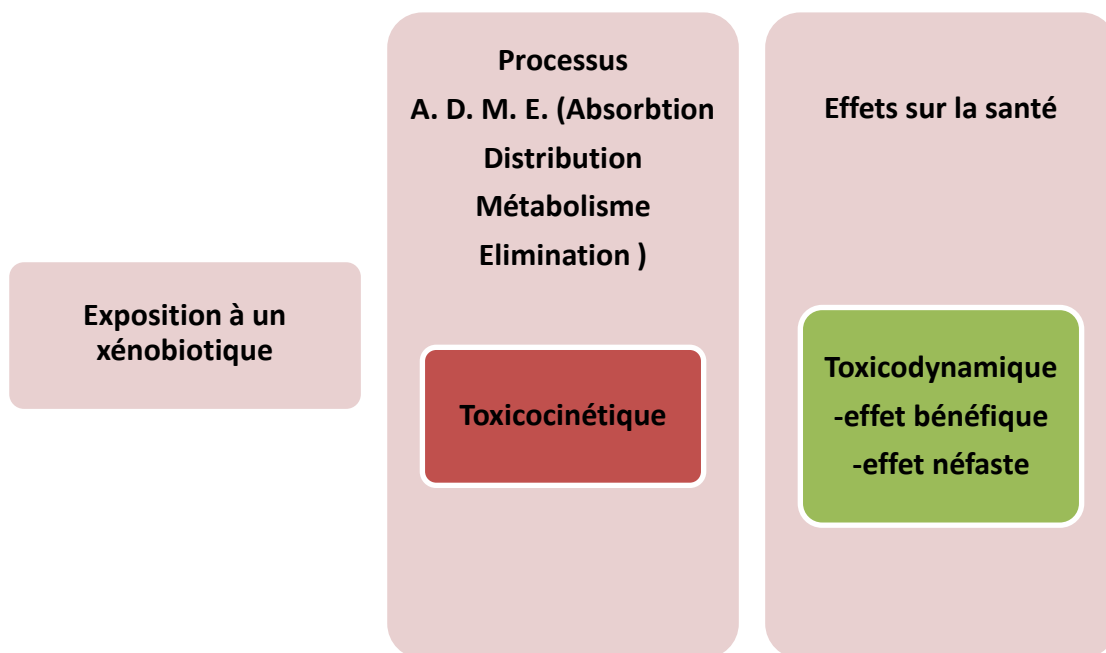 Exposition à un
xénobiotique
Processus
A. D. M. E. (Absorbtion
Distribution
Métabolisme
Elimination )
Toxicocinétique
Effets sur la santé
Toxicodynamique
-effet bénéfique
-effet néfaste